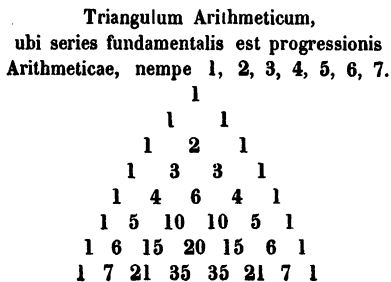 Triangulum Arithmeticum,
ubi series fundamentalis est progressionis
Arithmeticae, nempe 1, 2, 3, 4, 5, 6, 7.
1
1 1
1 2 1
1 3 3 1
1 4 6 4 1
1 5 10 10 5 1
1 6 15 20 15 6 1
1 7 21 35 35 21 7 1